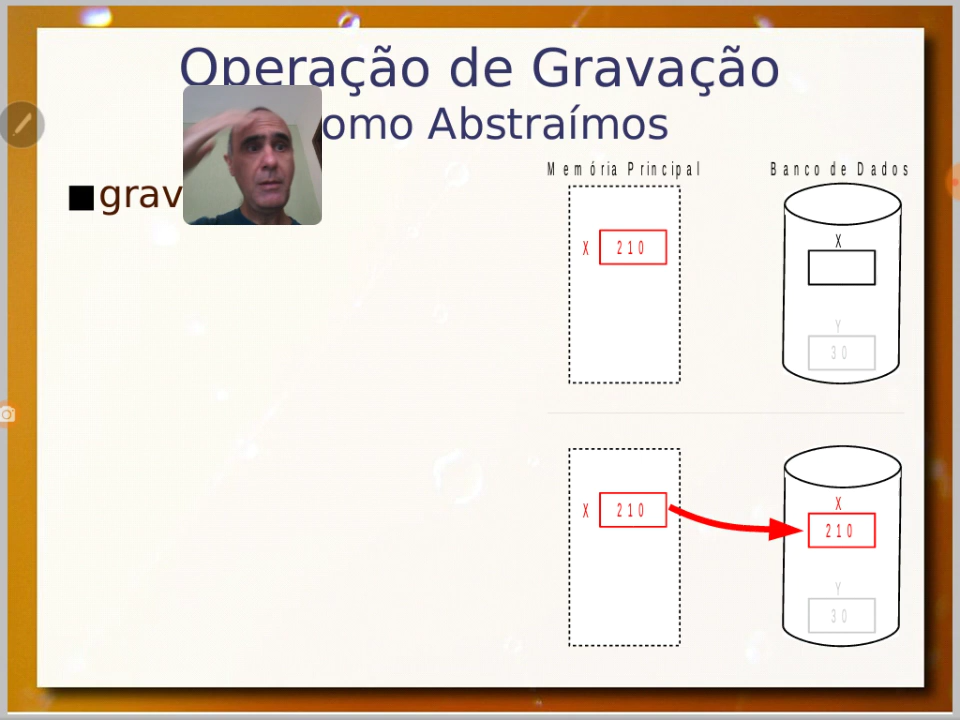 Operação de Gravação
omo Abstraímos
grav
Memória Principal
Banco de Dados
X 210
X
Y
30
X 210
X
210
Y
30